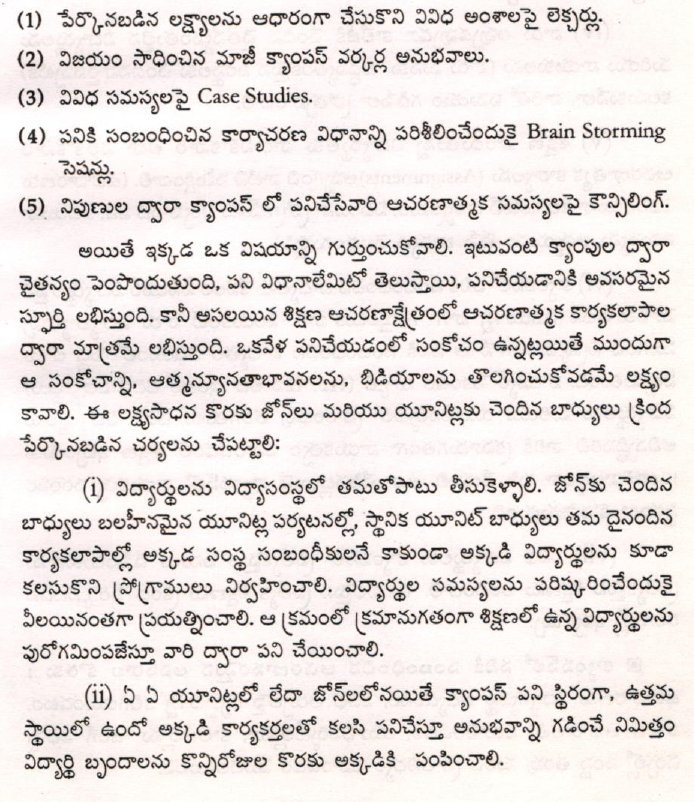 (1) పేర్కొనబడిన లక్ష్యాలను ఆధారంగా చేసుకొని వివిధ అంశాలపై లెక్చర్లు.
(2) విజయం సాధించిన మాజీ క్యాంపస్ వర్కర్ల అనుభవాలు.
(3) వివిధ సమస్యలపై Case Studies.
(4) పనికి సంబంధించిన కార్యాచరణ విధానాన్ని పరిశీలించేందుకై Brain Storming
సెషన్లు.
(5) నిపుణుల ద్వారా క్యాంపస్ లో పనిచేసేవారి ఆచరణాత్మక సమస్యలపై కౌన్సిలింగ్.
అయితే ఇక్కడ ఒక విషయాన్ని గుర్తుంచుకోవాలి. ఇటువంటి క్యాంపుల ద్వారా
చైతన్యం పెంపొందుతుంది, పని విధానాలేమిటో తెలుస్తాయి, పనిచేయడానికి అవసరమైన
స్ఫూర్తి లభిస్తుంది. కానీ అసలయిన శిక్షణ ఆచరణాక్షేత్రంలో ఆచరణాత్మక కార్యకలాపాల
ద్వారా మాత్రమే లభిస్తుంది. ఒకవేళ పనిచేయడంలో సంకోచం ఉన్నట్లయితే ముందుగా
ఆ సంకోచాన్ని, ఆత్మన్యూనతాభావనలను, బిడియాలను తొలగించుకోవడమే లక్ష్యం
కావాలి. ఈ లక్ష్యసాధన కొరకు జోన్‌లు మరియు యూనిట్లకు చెందిన బాధ్యులు క్రింద
పేర్కొనబడిన చర్యలను చేపట్టాలి:
(i) విద్యార్థులను విద్యాసంస్థలో తమతోపాటు తీసుకెళ్ళాలి. జోన్‌కు చెందిన
బాధ్యులు బలహీనమైన యూనిట్ల పర్యటనల్లో, స్థానిక యూనిట్ బాధ్యులు తమ దైనందిన
కార్యకలాపాల్లో అక్కడ సంస్థ సంబంధీకులనే కాకుండా అక్కడి విద్యార్థులను కూడా
కలసుకొని ప్రోగ్రాములు నిర్వహించాలి. విద్యార్థుల సమస్యలను పరిష్కరించేందుకై
వీలయినంతగా ప్రయత్నించాలి. ఆ క్రమంలో క్రమానుగతంగా శిక్షణలో ఉన్న విద్యార్థులను
పురోగమింపజేస్తూ వారి ద్వారా పని చేయించాలి.
(ii) ఏ ఏ యూనిట్లలో లేదా జోన్‌లలోనయితే క్యాంపస్ పని స్థిరంగా, ఉత్తమ
స్థాయిలో ఉందో అక్కడి కార్యకర్తలతో కలసి పనిచేస్తూ అనుభవాన్ని గడించే నిమిత్తం
విద్యార్థి బృందాలను కొన్నిరోజుల కొరకు అక్కడికి పంపించాలి.